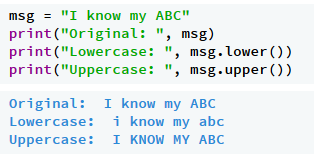 msg = "I know my ABC"
print("Original: ", msg)
print("Lowercase: ", msg.lower())
print("Uppercase: ", msg.upper())
Original:  I know my ABC
Lowercase:  i know my abc
Uppercase:  I KNOW MY ABC